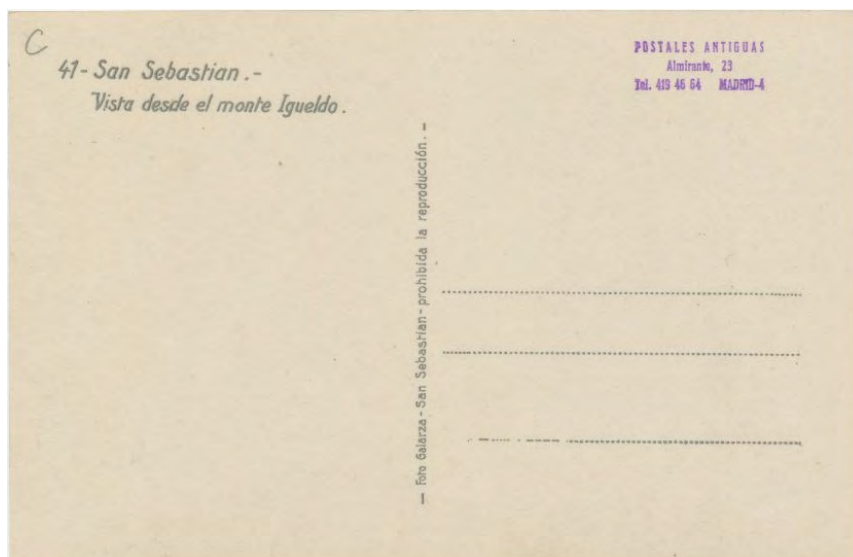 C
41- San Sebastian.-
Vista desde el monte Igueldo.
POSTALES ANTIGUAS
Almirante, 23
Tel. 419 46 64 MADRID-4
— Foto Galarza - San Sebastian - prohibida la reproducción. —